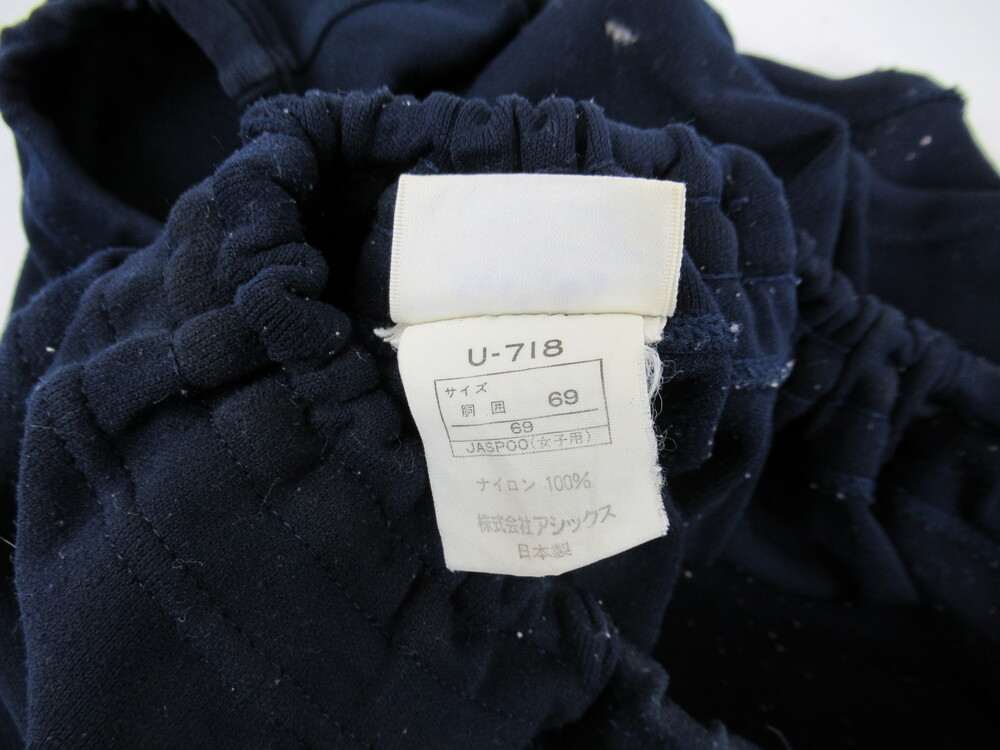 U-718
サイズ
胴囲 69
69
JASPOO(女子用)
ナイロン 100%
株式会社アシックス
日本製